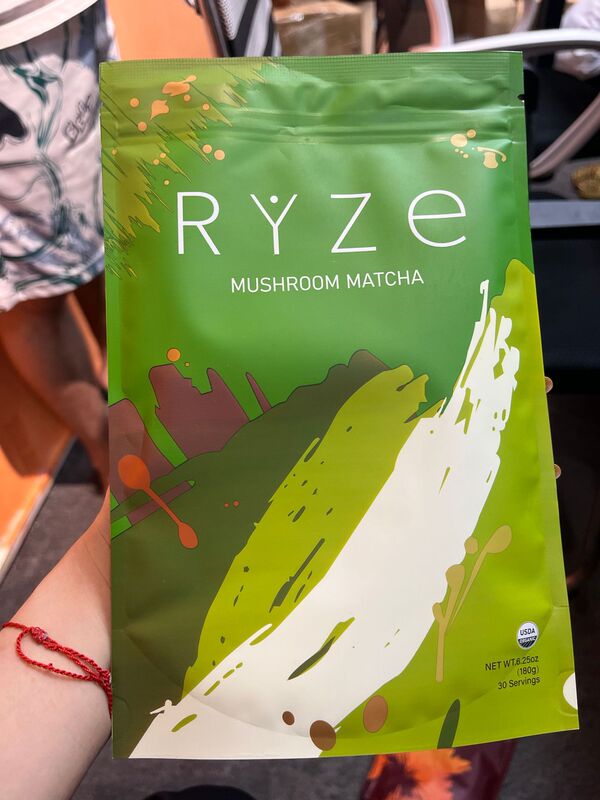 RYZE
MUSHROOM MATCHA
USDA
ORGANIC
NET WT.6.25oz
(180g)
30 Servings